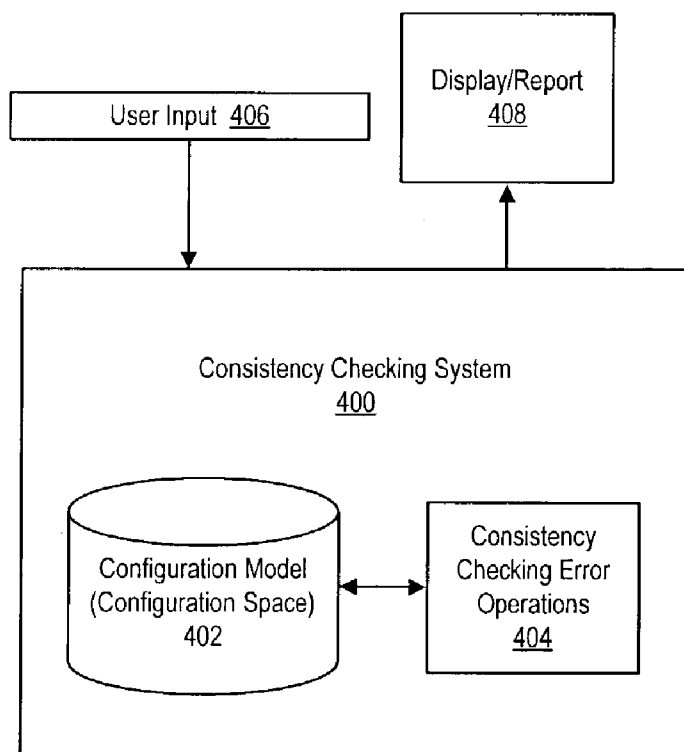 Display/Report
408
User Input 406
Consistency Checking System
400
Configuration Model
(Configuration Space)
402
Consistency
Checking Error
Operations
404